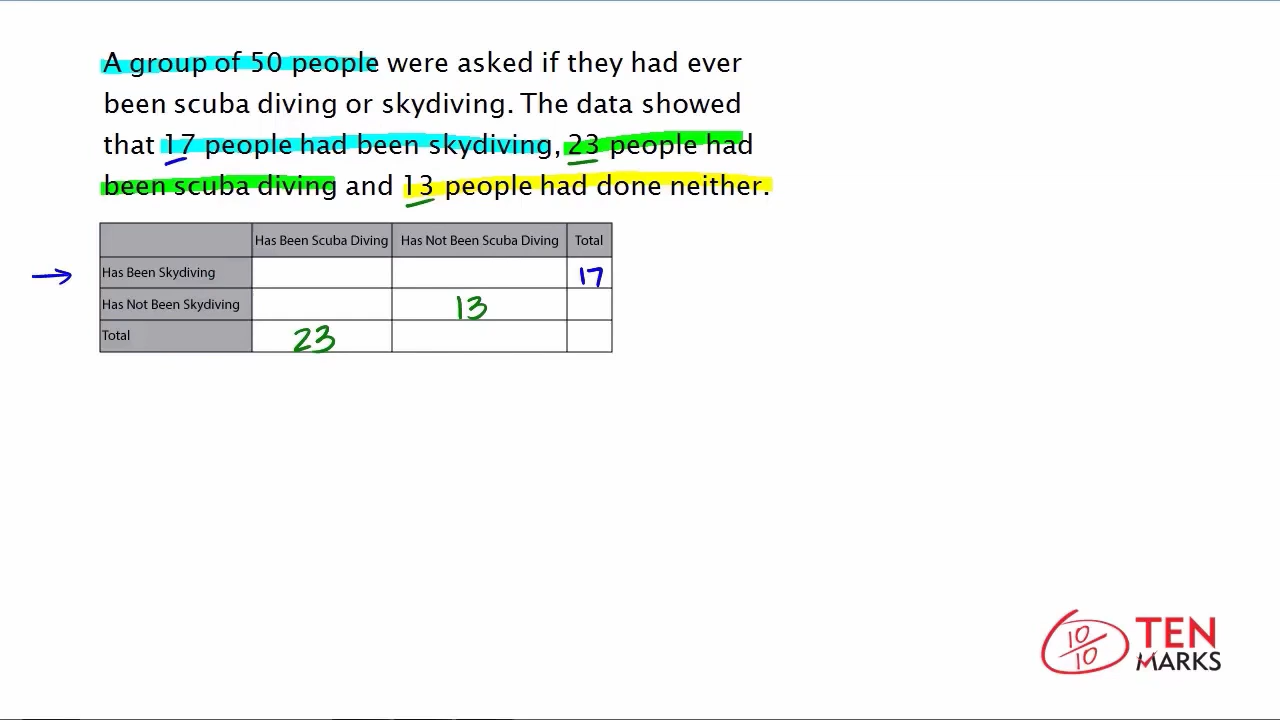 A group of 50 people were asked if they had ever
been scuba diving or skydiving. The data showed
that 17 people had been skydiving, 23 people had
been scuba diving and 13 people had done neither.
Has Been Scuba Diving Has Not Been Scuba Diving Total
Has Been Skydiving 17
Has Not Been Skydiving 13
Total 23
10/10 TEN
MARKS